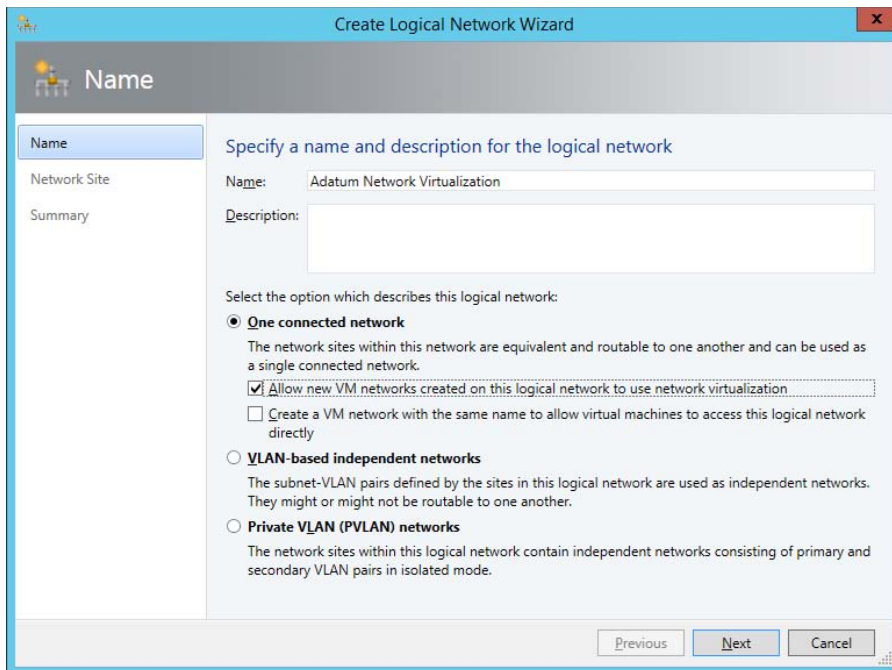 Create Logical Network Wizard
x
Name
Name
Network Site
Summary
Specify a name and description for the logical network
Name: Adatum Network Virtualization
Description:
Select the option which describes this logical network:
One connected network
The network sites within this network are equivalent and routable to one another and can be used as
a single connected network.
Allow new VM networks created on this logical network to use network virtualization
Create a VM network with the same name to allow virtual machines to access this logical network
directly
VLAN-based independent networks
The subnet-VLAN pairs defined by the sites in this logical network are used as independent networks.
They might or might not be routable to one another.
Private VLAN (PVLAN) networks
The network sites within this logical network contain independent networks consisting of primary and
secondary VLAN pairs in isolated mode.
Previous Next Cancel